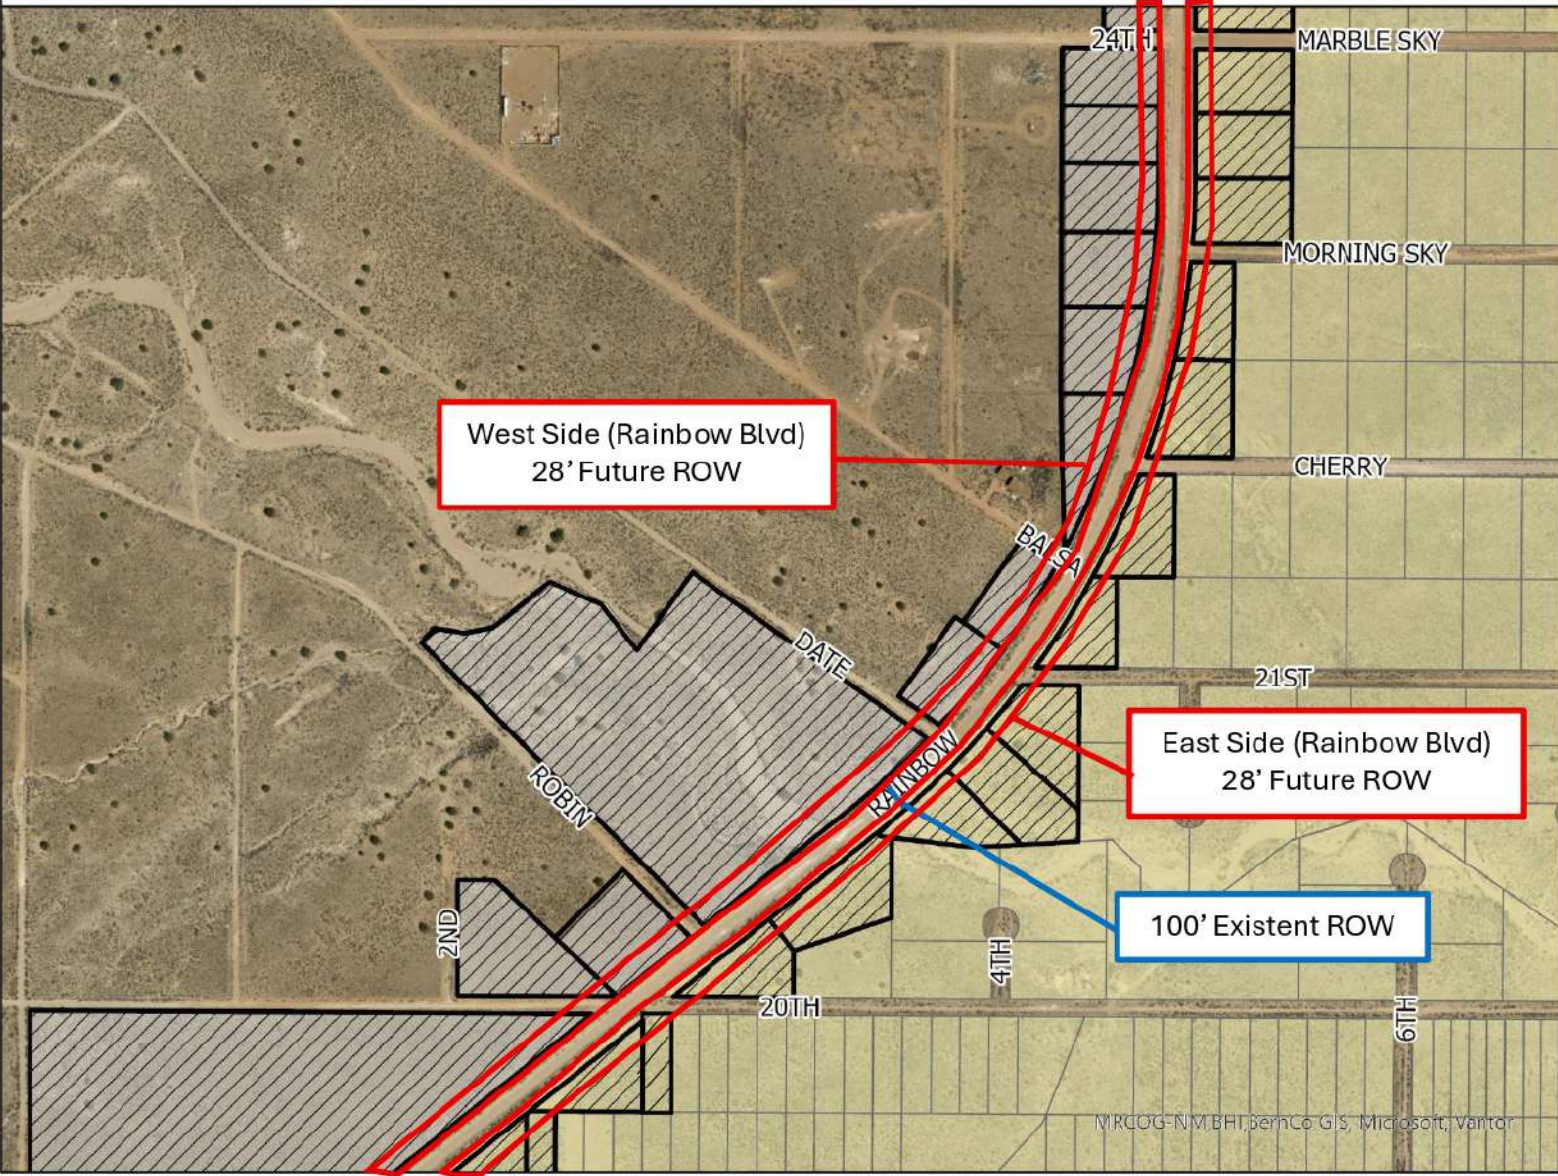 24TH
MARBLE SKY
MORNING SKY
West Side (Rainbow Blvd)
28’ Future ROW
CHERRY
BALSA
DATE
21ST
East Side (Rainbow Blvd)
28’ Future ROW
RAINBOW
ROBIN
100’ Existent ROW
2ND
4TH
20TH
6TH
MRCOG-NM,BHI,BernCo GIS, Microsoft, Vantor